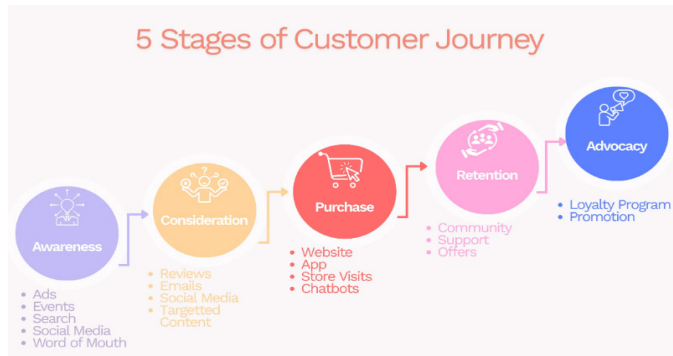 5 Stages of Customer Journey
Awareness
Ads
Events
Search
Social Media
Word of Mouth
Consideration
Reviews
Emails
Social Media
Targetted
Content
Purchase
Website
App
Store Visits
Chatbots
Retention
Community
Support
Offers
Advocacy
Loyalty Program
Promotion